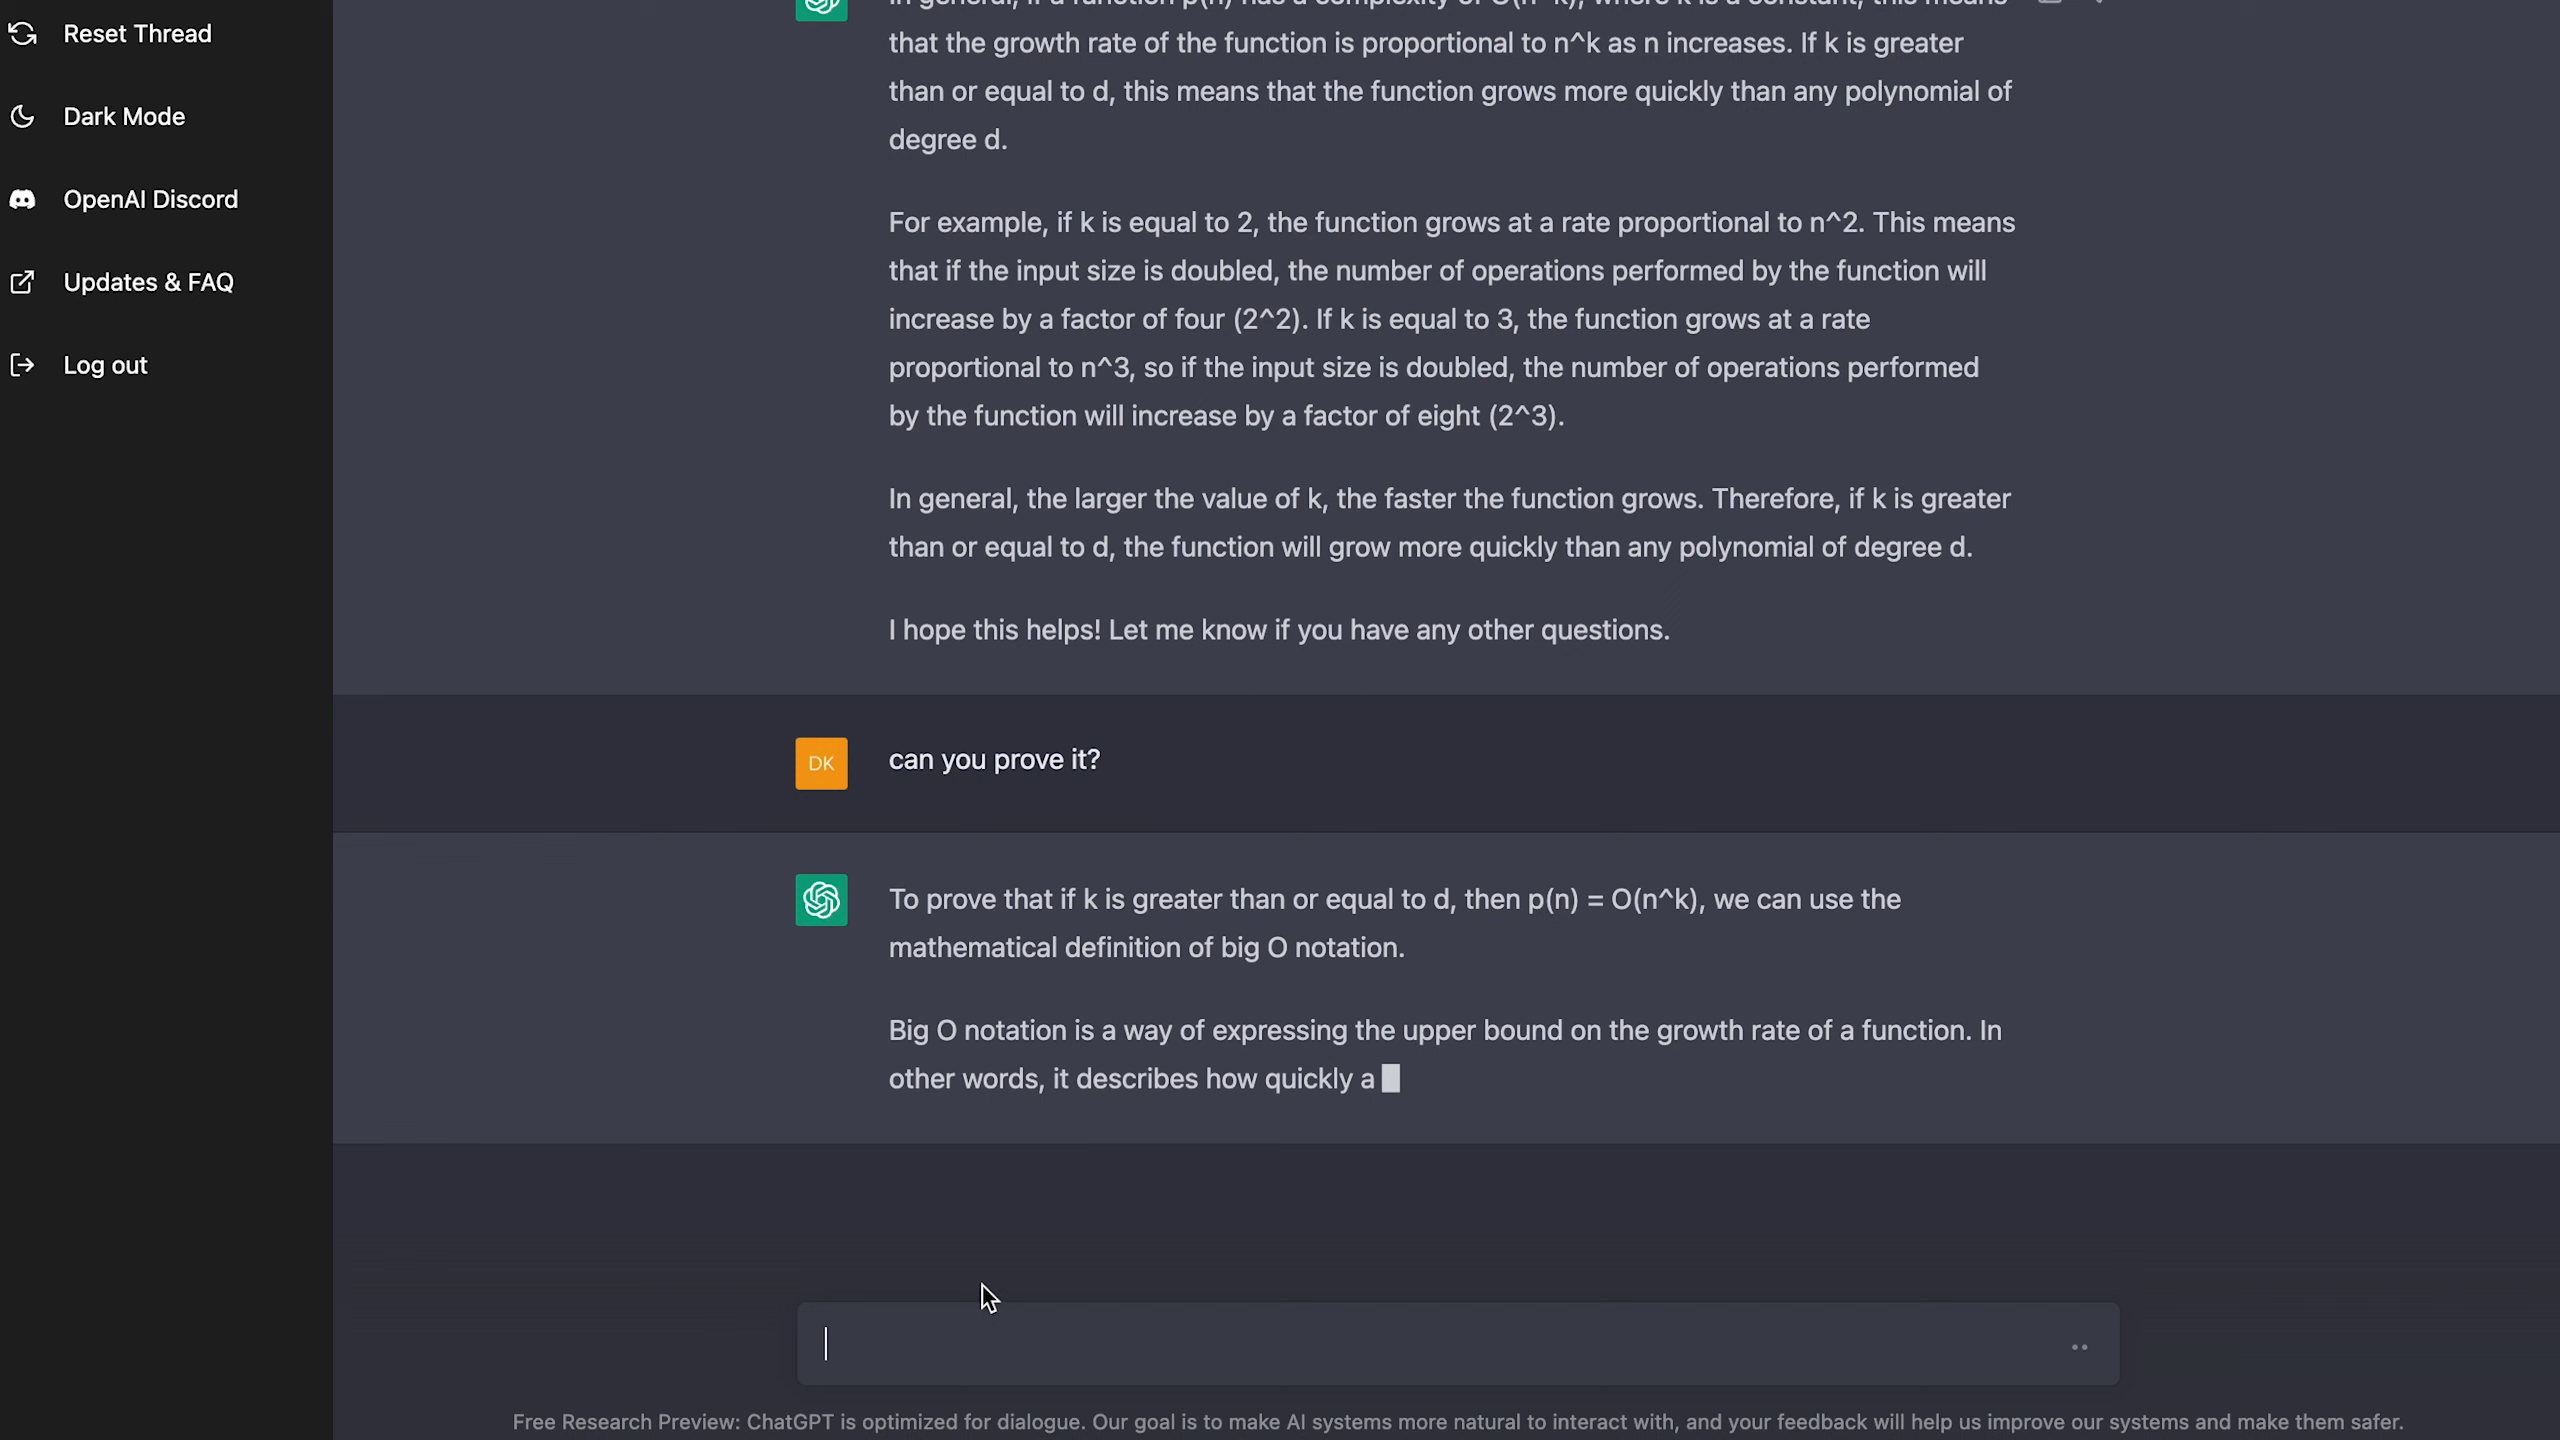 Reset Thread
Dark Mode
OpenAI Discord
Updates & FAQ
Log out
In general, if a function p(n) has a complexity of O(n^k), where k is a constant, this means
that the growth rate of the function is proportional to n^k as n increases. If k is greater
than or equal to d, this means that the function grows more quickly than any polynomial of
degree d.
For example, if k is equal to 2, the function grows at a rate proportional to n^2. This means
that if the input size is doubled, the number of operations performed by the function will
increase by a factor of four (2^2). If k is equal to 3, the function grows at a rate
proportional to n^3, so if the input size is doubled, the number of operations performed
by the function will increase by a factor of eight (2^3).
In general, the larger the value of k, the faster the function grows. Therefore, if k is greater
than or equal to d, the function will grow more quickly than any polynomial of degree d.
I hope this helps! Let me know if you have any other questions.
DK
can you prove it?
To prove that if k is greater than or equal to d, then p(n) = O(n^k), we can use the
mathematical definition of big O notation.
Big O notation is a way of expressing the upper bound on the growth rate of a function. In
other words, it describes how quickly a
Free Research Preview: ChatGPT is optimized for dialogue. Our goal is to make AI systems more natural to interact with, and your feedback will help us improve our systems and make them safer.